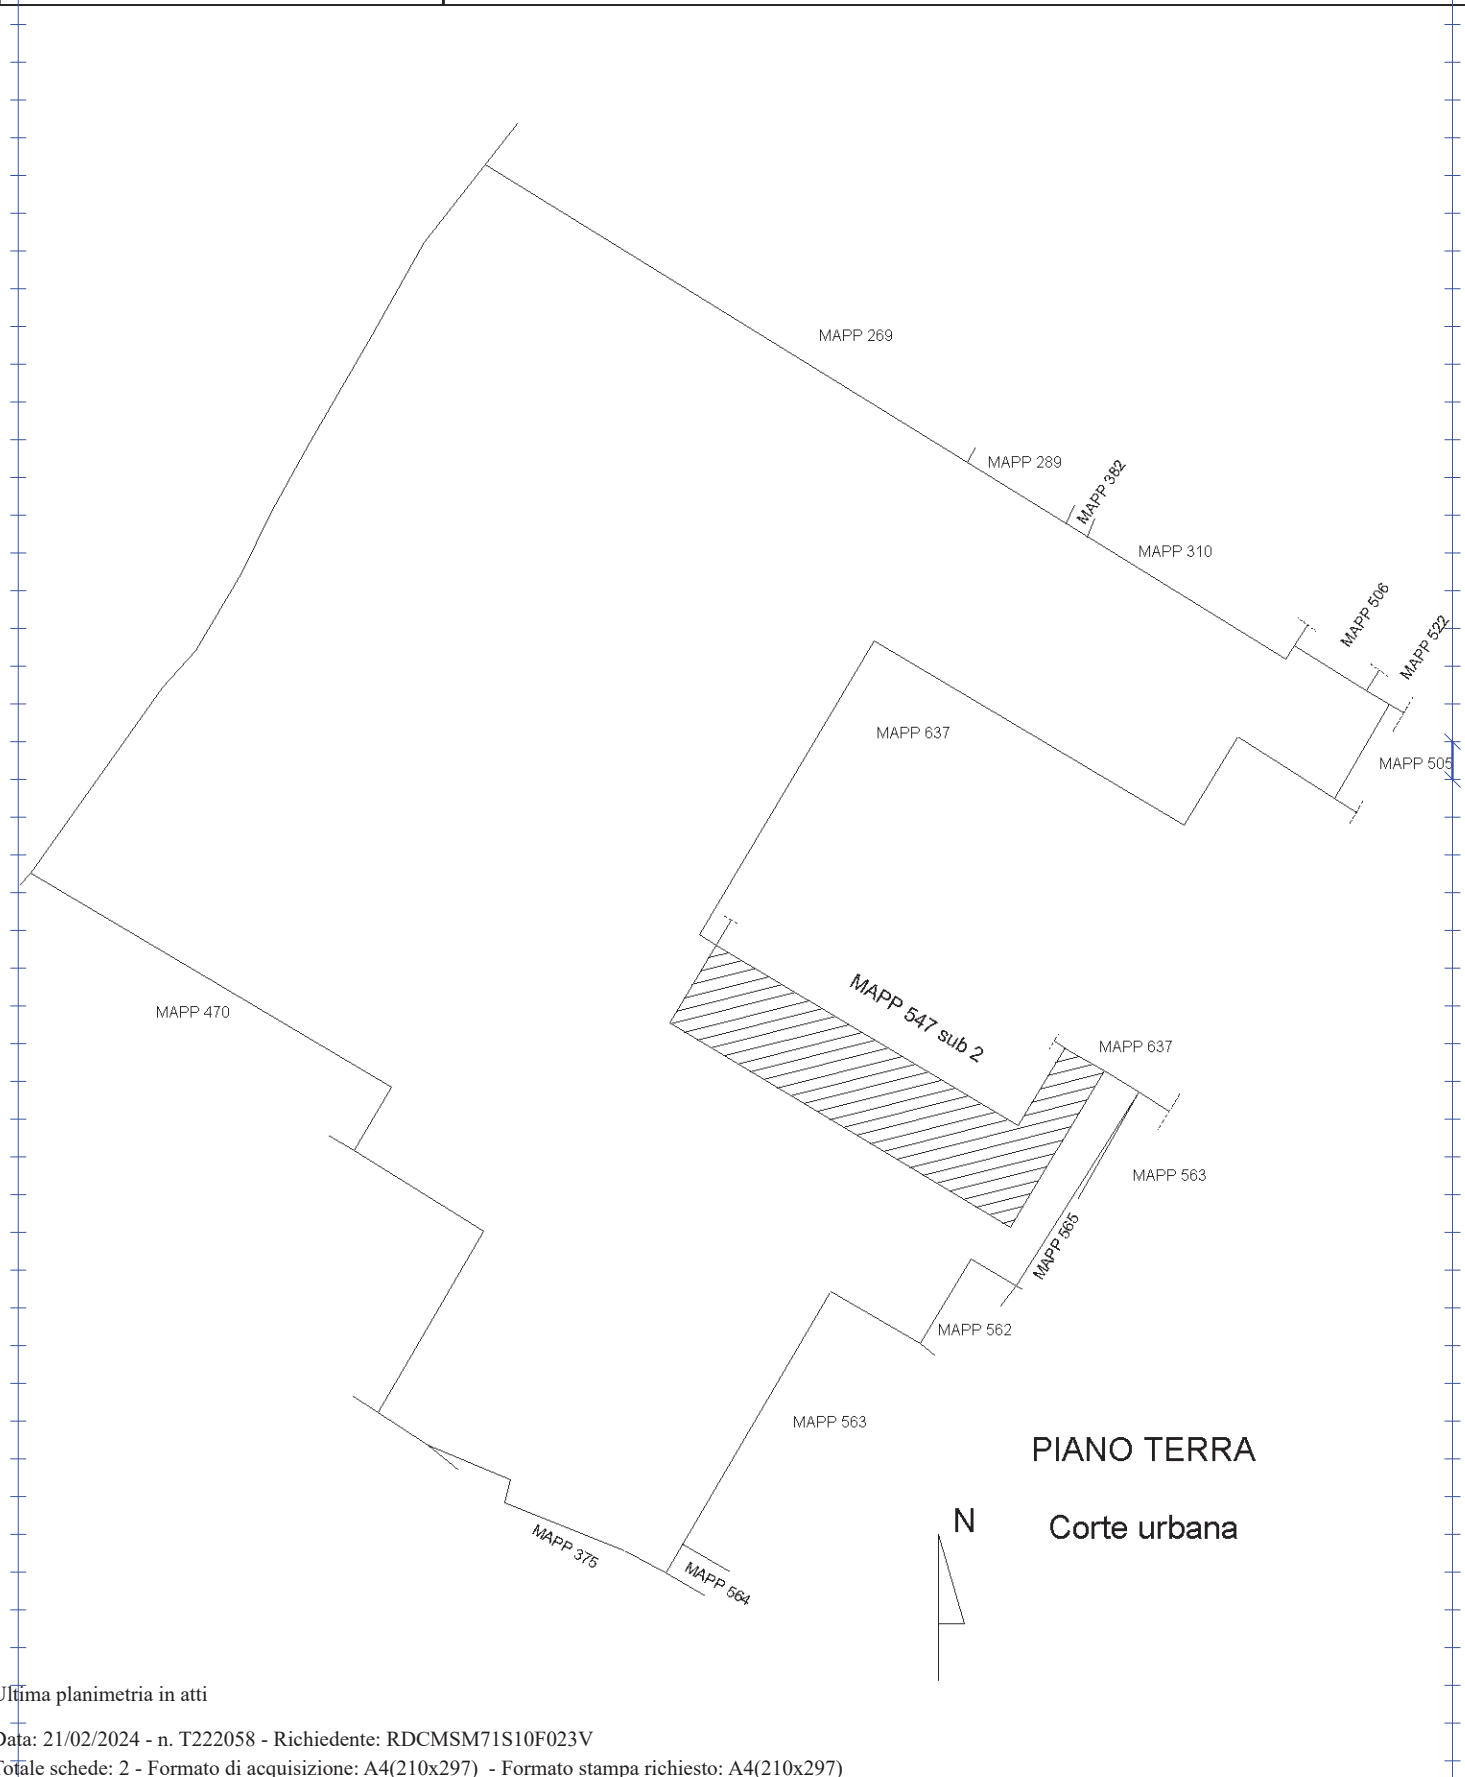 MAPP 269
MAPP 289
MAPP 382
MAPP 310
MAPP 506
MAPP 522
MAPP 637
MAPP 505
MAPP 547 sub 2
MAPP 470
MAPP 637
MAPP 563
MAPP 565
MAPP 562
MAPP 563
PIANO TERRA
N
Corte urbana
MAPP 375
MAPP 564
Ultima planimetria in atti
Data: 21/02/2024 - n. T222058 - Richiedente: RDCMSM71S10F023V
Totale schede: 2 - Formato di acquisizione: A4(210x297) - Formato stampa richiesto: A4(210x297)